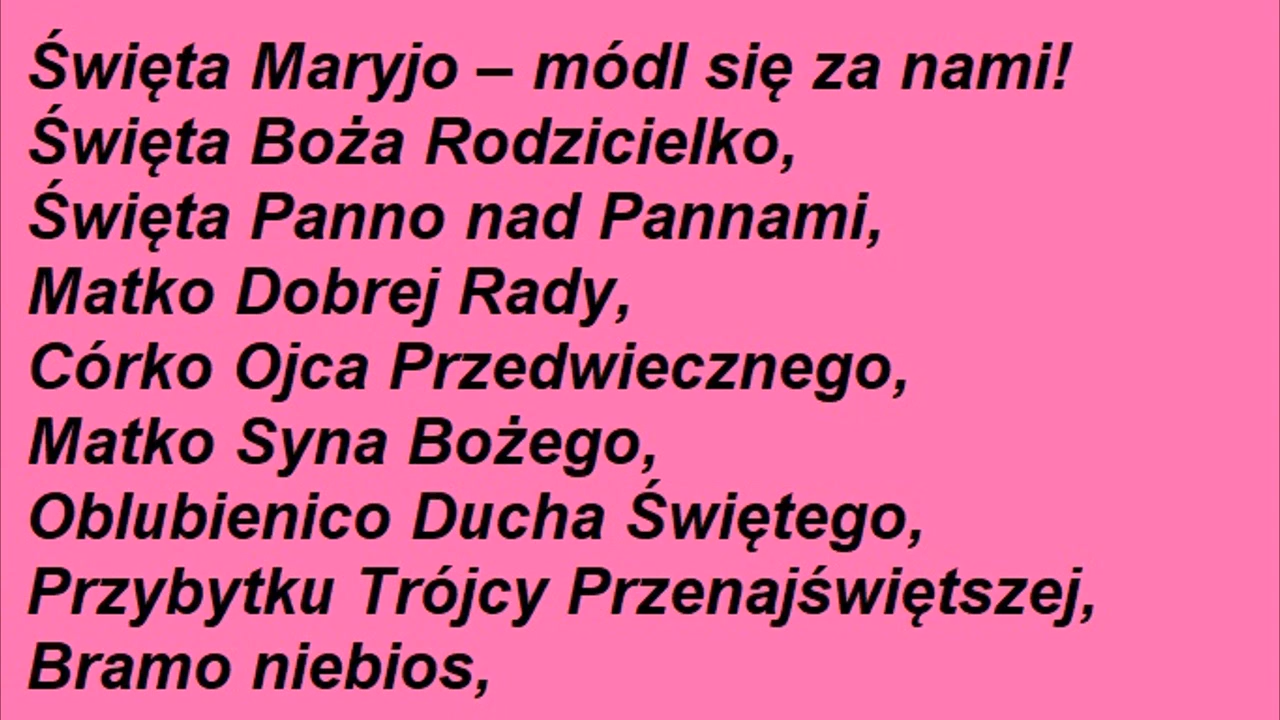 Święta Maryjo – módl się za nami!
Święta Boża Rodzicielko,
Święta Panno nad Pannami,
Matko Dobrej Rady,
Córko Ojca Przedwiecznego,
Matko Syna Bożego,
Oblubienico Ducha Świętego,
Przybytku Trójcy Przenajświętszej,
Bramo niebios,